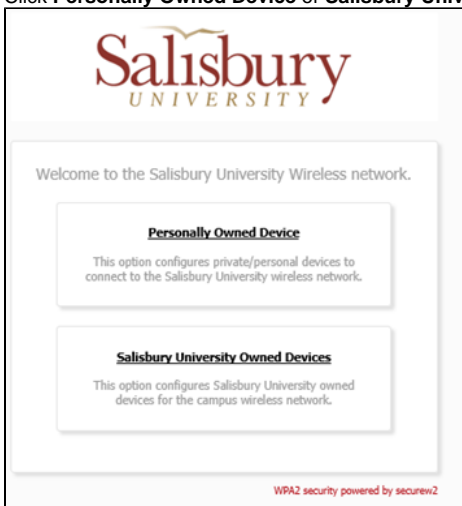 Click Personally Owned Device or Salisbury Univ
Salisbury
UNIVERSITY
Welcome to the Salisbury University Wireless network.
Personally Owned Device
This option configures private/personal devices to
connect to the Salisbury University wireless network.
Salisbury University Owned Devices
This option configures Salisbury University owned
devices for the campus wireless network.
WPA2 security powered by securew2